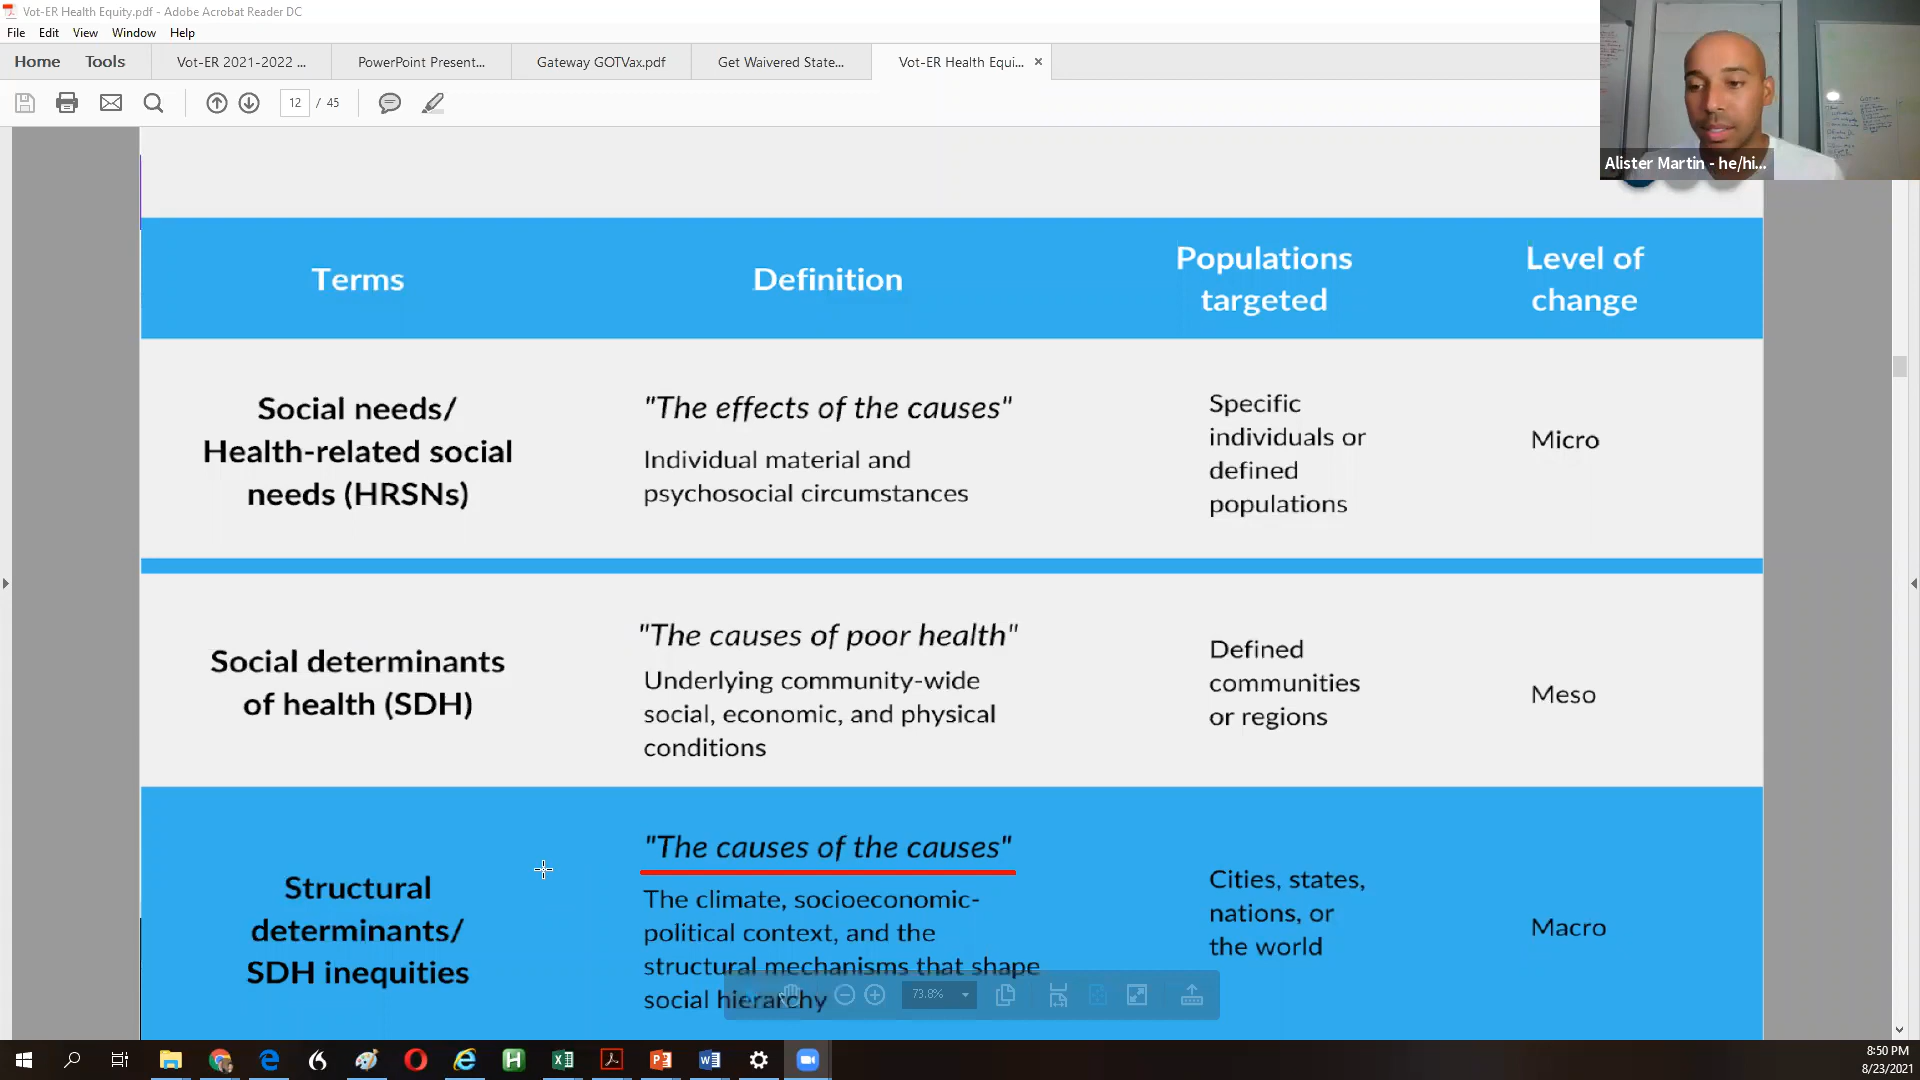 Vot-ER Health Equity.pdf - Adobe Acrobat Reader DC
File Edit View Window Help
Home Tools Vot-ER 2021-2022 ... PowerPoint Present... Gateway GOTVax.pdf Get Waivered State... Vot-ER Health Equi... ×
12 / 45
Alister Martin - he/hi...
Terms
Definition
Populations
targeted
Level of
change
Social needs/
Health-related social
needs (HRSNs)
"The effects of the causes"
Individual material and
psychosocial circumstances
Specific
individuals or
defined
populations
Micro
Social determinants
of health (SDH)
"The causes of poor health"
Underlying community-wide
social, economic, and physical
conditions
Defined
communities
or regions
Meso
Structural
determinants/
SDH inequities
"The causes of the causes"
The climate, socioeconomic-
political context, and the
structural mechanisms that shape
social hierarchy
Cities, states,
nations, or
the world
Macro
73.8%
8:50 PM
8/23/2021